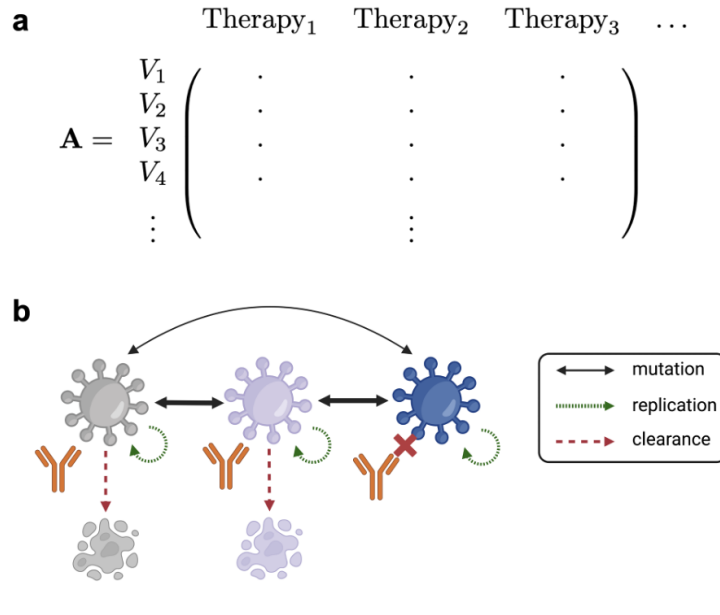 a
Therapy₁ Therapy₂ Therapy₃ ...
V₁
V₂
A = V₃
V₄
⋮
b
mutation
replication
clearance